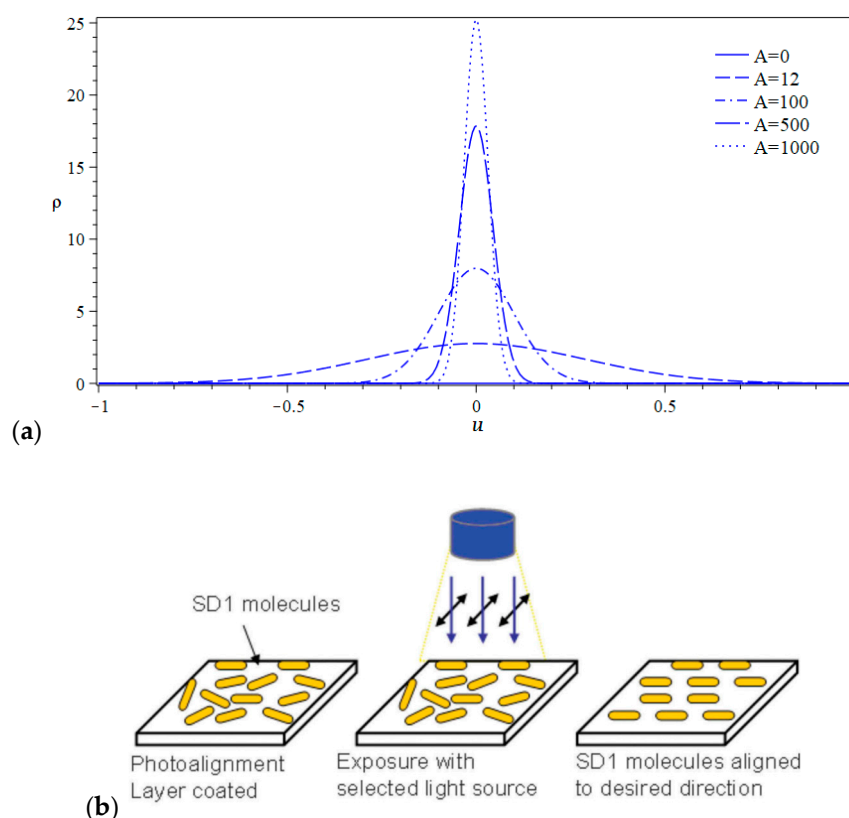 25
20
15
10
5
0
ρ
A=0
A=12
A=100
A=500
A=1000
−1
−0.5
0
0.5
u
(a)
SD1 molecules
Photoalignment
Layer coated
Exposure with
selected light source
SD1 molecules aligned
to desired direction
(b)